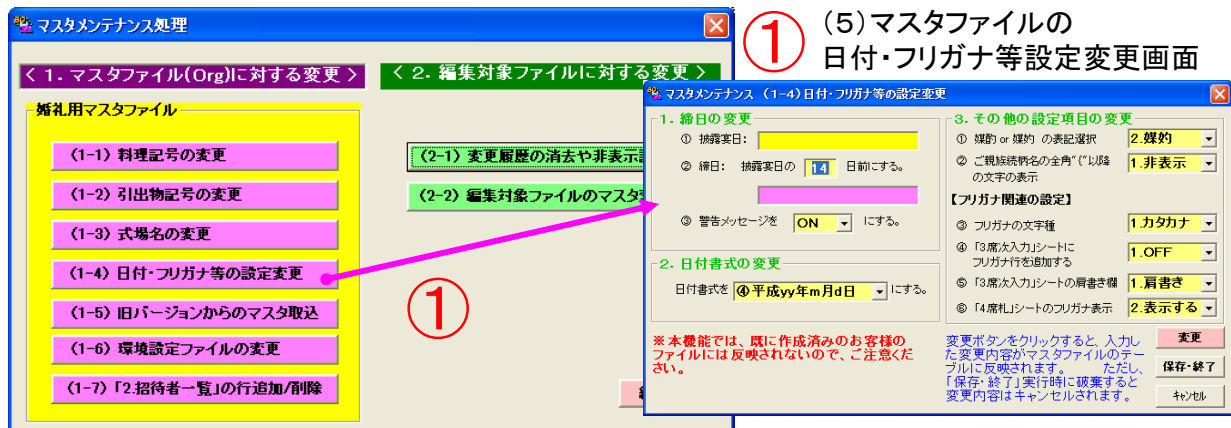 マスタメンテナンス処理
< 1. マスタファイル(Org)に対する変更 >
< 2. 編集対象ファイルに対する変更 >
婚礼用マスタファイル
(1-1) 料理記号の変更
(1-2) 引出物記号の変更
(1-3) 式場名の変更
(1-4) 日付・フリガナ等の設定変更
(1-5) 旧バージョンからのマスタ取込
(1-6) 環境設定ファイルの変更
(1-7) 「2.招待者一覧」の行追加/削除
(2-1) 変更履歴の消去や非表示
(2-2) 編集対象ファイルのマスタ
①
①
(5)マスタファイルの
日付・フリガナ等設定変更画面
マスタメンテナンス (1-4)日付・フリガナ等の設定変更
1. 締日の変更
① 披露宴日:
② 締日: 披露宴日の 14 日前にする。
③ 警告メッセージを ON にする。
2. 日付書式の変更
日付書式を ④平成yy年m月d日 にする。
※本機能では、既に作成済みのお客様の
ファイルには反映されないので、ご注意くだ
さい。
3. その他の設定項目の変更
① 媒酌 or 媒妁 の表記選択 2.媒妁
② ご親族続柄名の全角"("以降
の文字の表示 1.非表示
【フリガナ関連の設定】
③ フリガナの文字種 1.カタカナ
④ 「3席次入力」シートに
フリガナ行を追加する 1.OFF
⑤ 「3席次入力」シートの肩書き欄 1.肩書き
⑥ 「4席札」シートのフリガナ表示 2.表示する
変更ボタンをクリックすると、入力し
た変更内容がマスタファイルのテー
ブルに反映されます。 ただし、
「保存・終了」実行時に破棄すると
変更内容はキャンセルされます。
変更
保存・終了
キャンセル